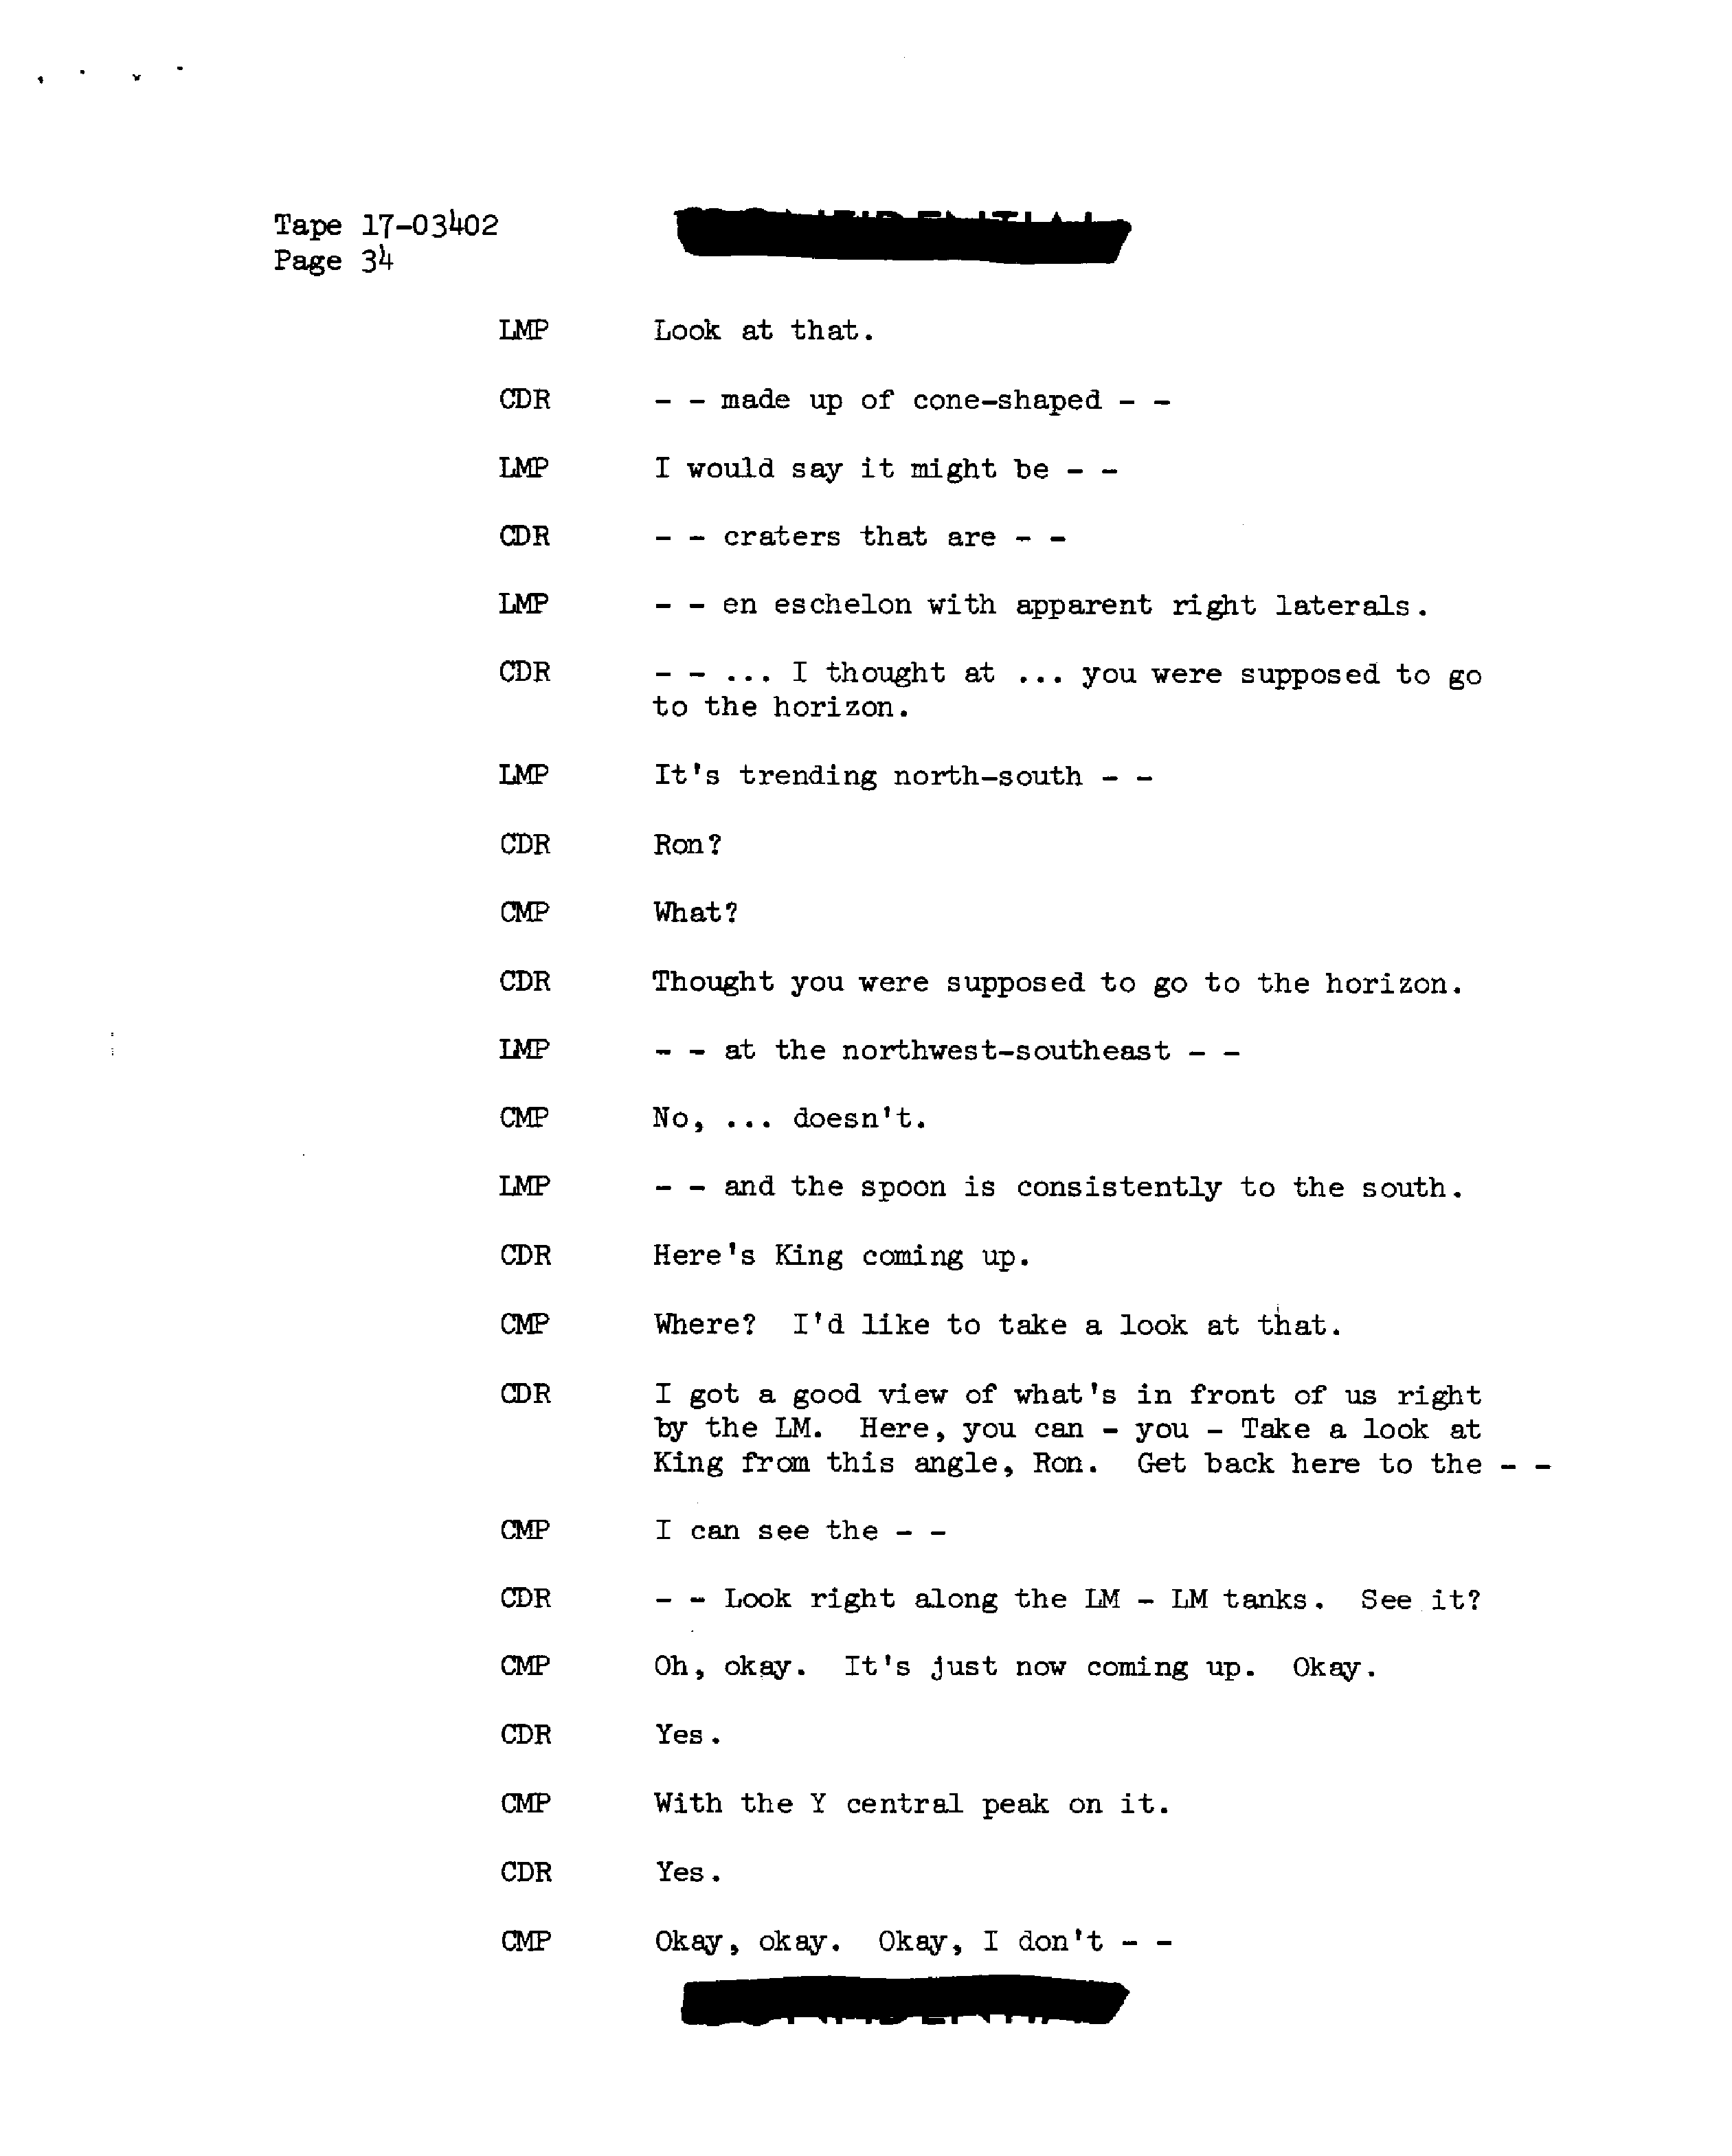 Tape 17-03402
Page 34
LMP Look at that.
CDR - - made up of cone-shaped - -
LMP I would say it might be - -
CDR - - craters that are - -
LMP - - en eschelon with apparent right laterals.
CDR - - ... I thought at ... you were supposed to go
to the horizon.
LMP It's trending north-south - -
CDR Ron?
CMP What?
CDR Thought you were supposed to go to the horizon.
LMP - - at the northwest-southeast - -
CMP No, ... doesn't.
LMP - - and the spoon is consistently to the south.
CDR Here's King coming up.
CMP Where? I'd like to take a look at that.
CDR I got a good view of what's in front of us right
by the LM. Here, you can - you - Take a look at
King from this angle, Ron. Get back here to the - -
CMP I can see the - -
CDR - - Look right along the LM - LM tanks. See it?
CMP Oh, okay. It's just now coming up. Okay.
CDR Yes.
CMP With the Y central peak on it.
CDR Yes.
CMP Okay, okay. Okay, I don't - -